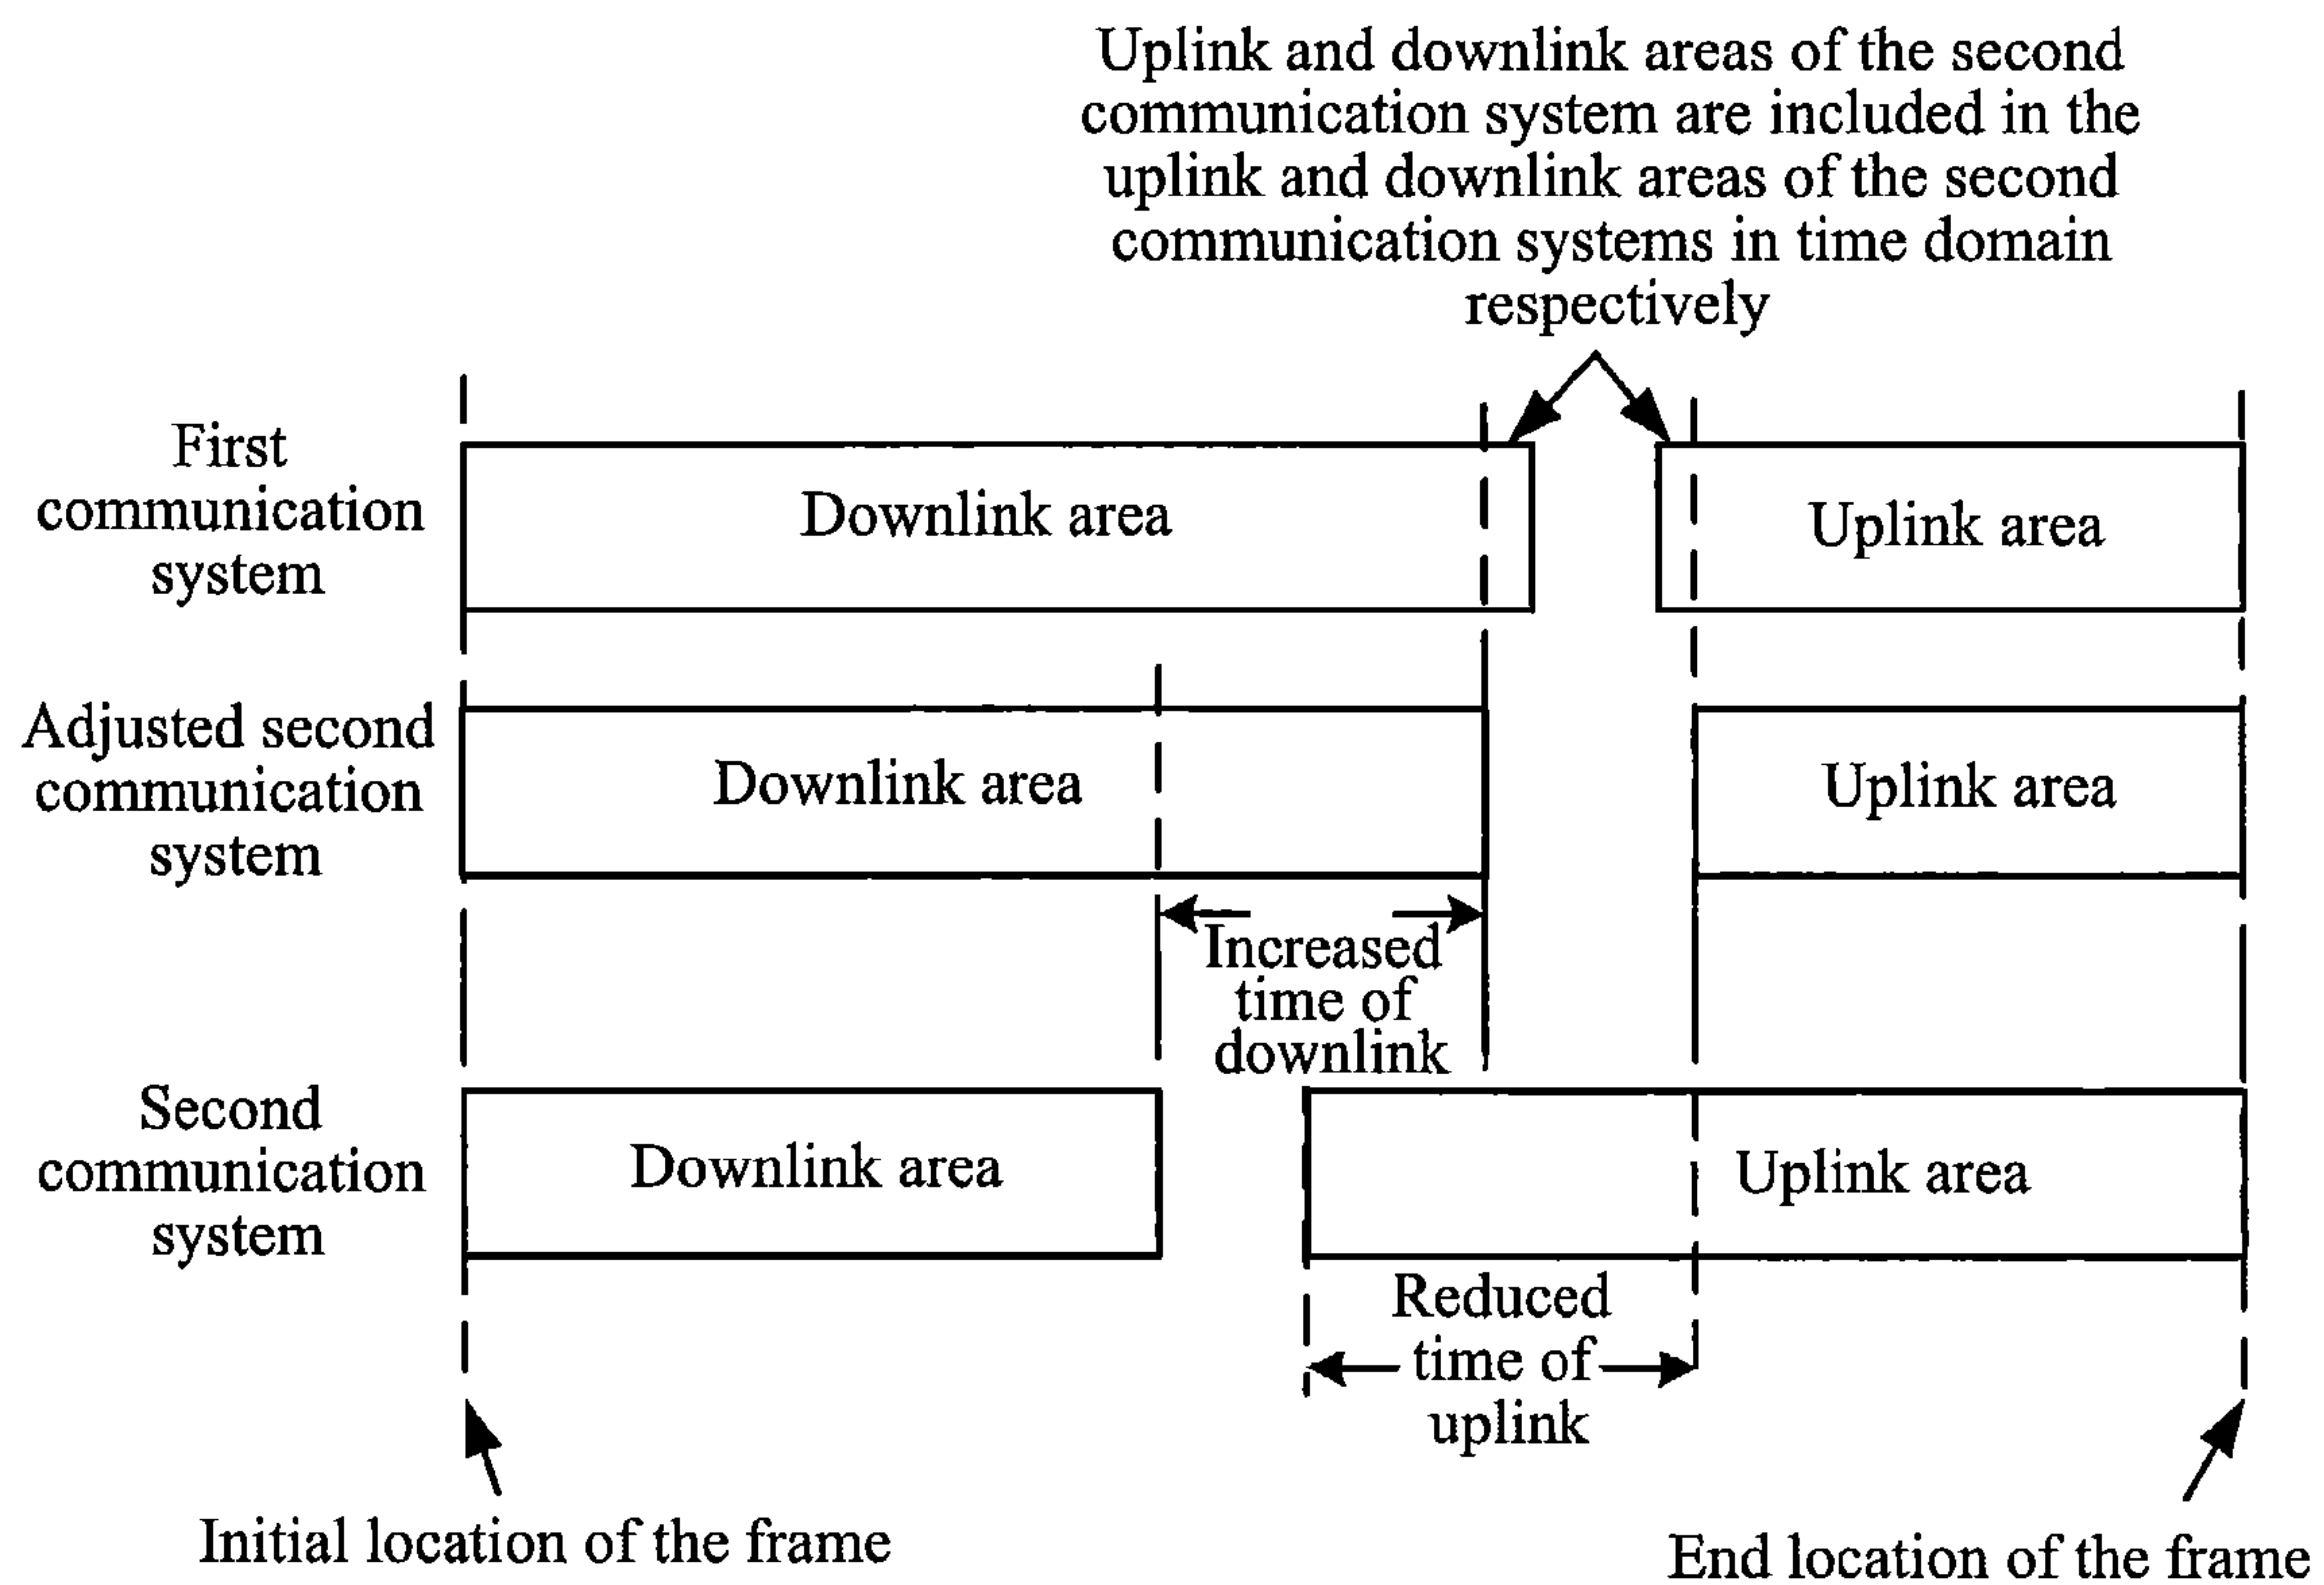 Uplink and downlink areas of the second
communication system are included in the
uplink and downlink areas of the second
communication systems in time domain
respectively
First
communication
system
Downlink area
Uplink area
Adjusted second
communication
system
Downlink area
Uplink area
Increased
time of
downlink
Second
communication
system
Downlink area
Uplink area
Reduced
time of
uplink
Initial location of the frame
End location of the frame